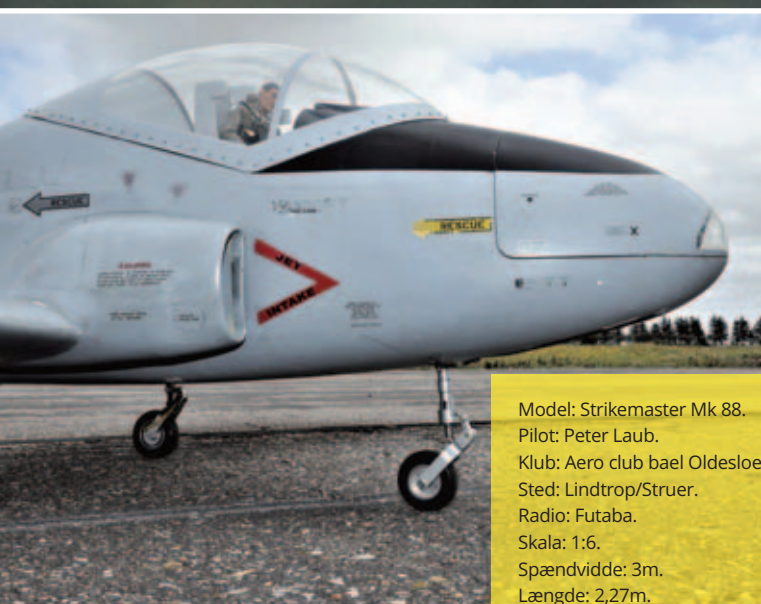 RESCUE
RESCUE
JET
INTAKE
X
Model: Strikemaster Mk 88.
Pilot: Peter Laub.
Klub: Aero club bael Oldesloe
Sted: Lindtrop/Struer.
Radio: Futaba.
Skala: 1:6.
Spændvidde: 3m.
Længde: 2,27m.